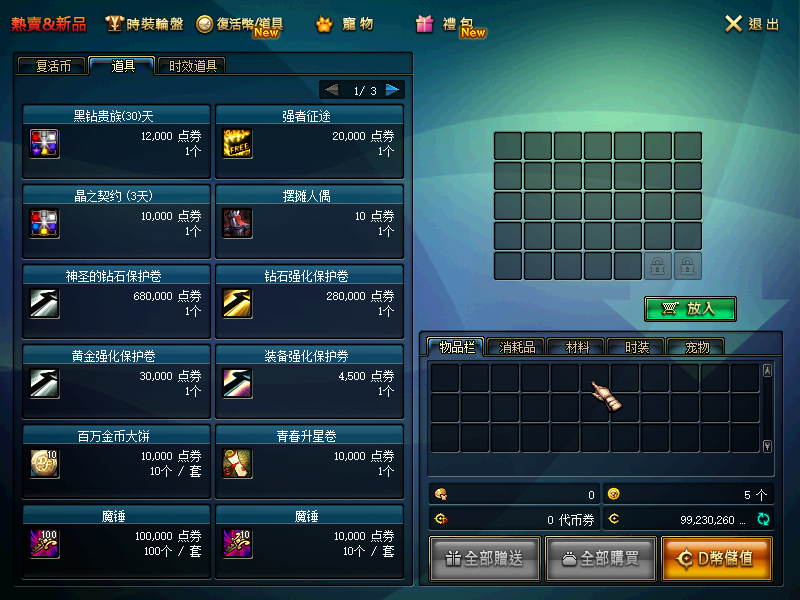 熱賣&新品
時裝輪盤
復活幣/道具
New
寵物
禮包
New
退出
复活币
道具
时效道具
1/ 3
黑钻贵族(30)天
12,000 点券
1个
强者征途
FREE
20,000 点券
1个
晶之契约 (3天)
10,000 点券
1个
摆摊人偶
10 点券
1个
神圣的钻石保护卷
680,000 点券
1个
钻石强化保护卷
280,000 点券
1个
黄金强化保护卷
30,000 点券
1个
装备强化保护券
4,500 点券
1个
百万金币大饼
10
10,000 点券
10个 / 套
青春升星卷
10,000 点券
1个
魔锤
100
100,000 点券
100个 / 套
魔锤
10
10,000 点券
10个 / 套
放入
物品栏
消耗品
材料
时装
宠物
0
5 个
0 代币券
99,230,260 ...
全部贈送
全部購買
D幣儲值